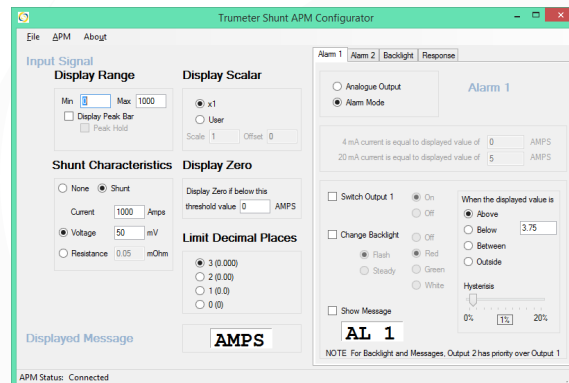 Trumeter Shunt APM Configurator
File APM About
Input Signal
Display Range
Min 0 Max 1000
Display Peak Bar
Peak Hold
Display Scalar
x1
User
Scale 1 Offset 0
Shunt Characteristics
None Shunt
Current 1000 Amps
Voltage 50 mV
Resistance 0.05 mOhm
Display Zero
Display Zero if below this
threshold value 0 AMPS
Limit Decimal Places
3 (0.000)
2 (0.00)
1 (0.0)
0 (0)
Displayed Message
AMPS
Alarm 1 Alarm 2 Backlight Response
Analogue Output
Alarm Mode
Alarm 1
4 mA current is equal to displayed value of 0 AMPS
20 mA current is equal to displayed value of 5 AMPS
Switch Output 1
On
Off
Change Backlight
Off
Flash
Red
Steady
Green
White
When the displayed value is
Above
Below 3.75
Between
Outside
Hysterisis
0% 1% 20%
Show Message
AL 1
NOTE For Backlight and Messages, Output 2 has priority over Output 1
APM Status: Connected